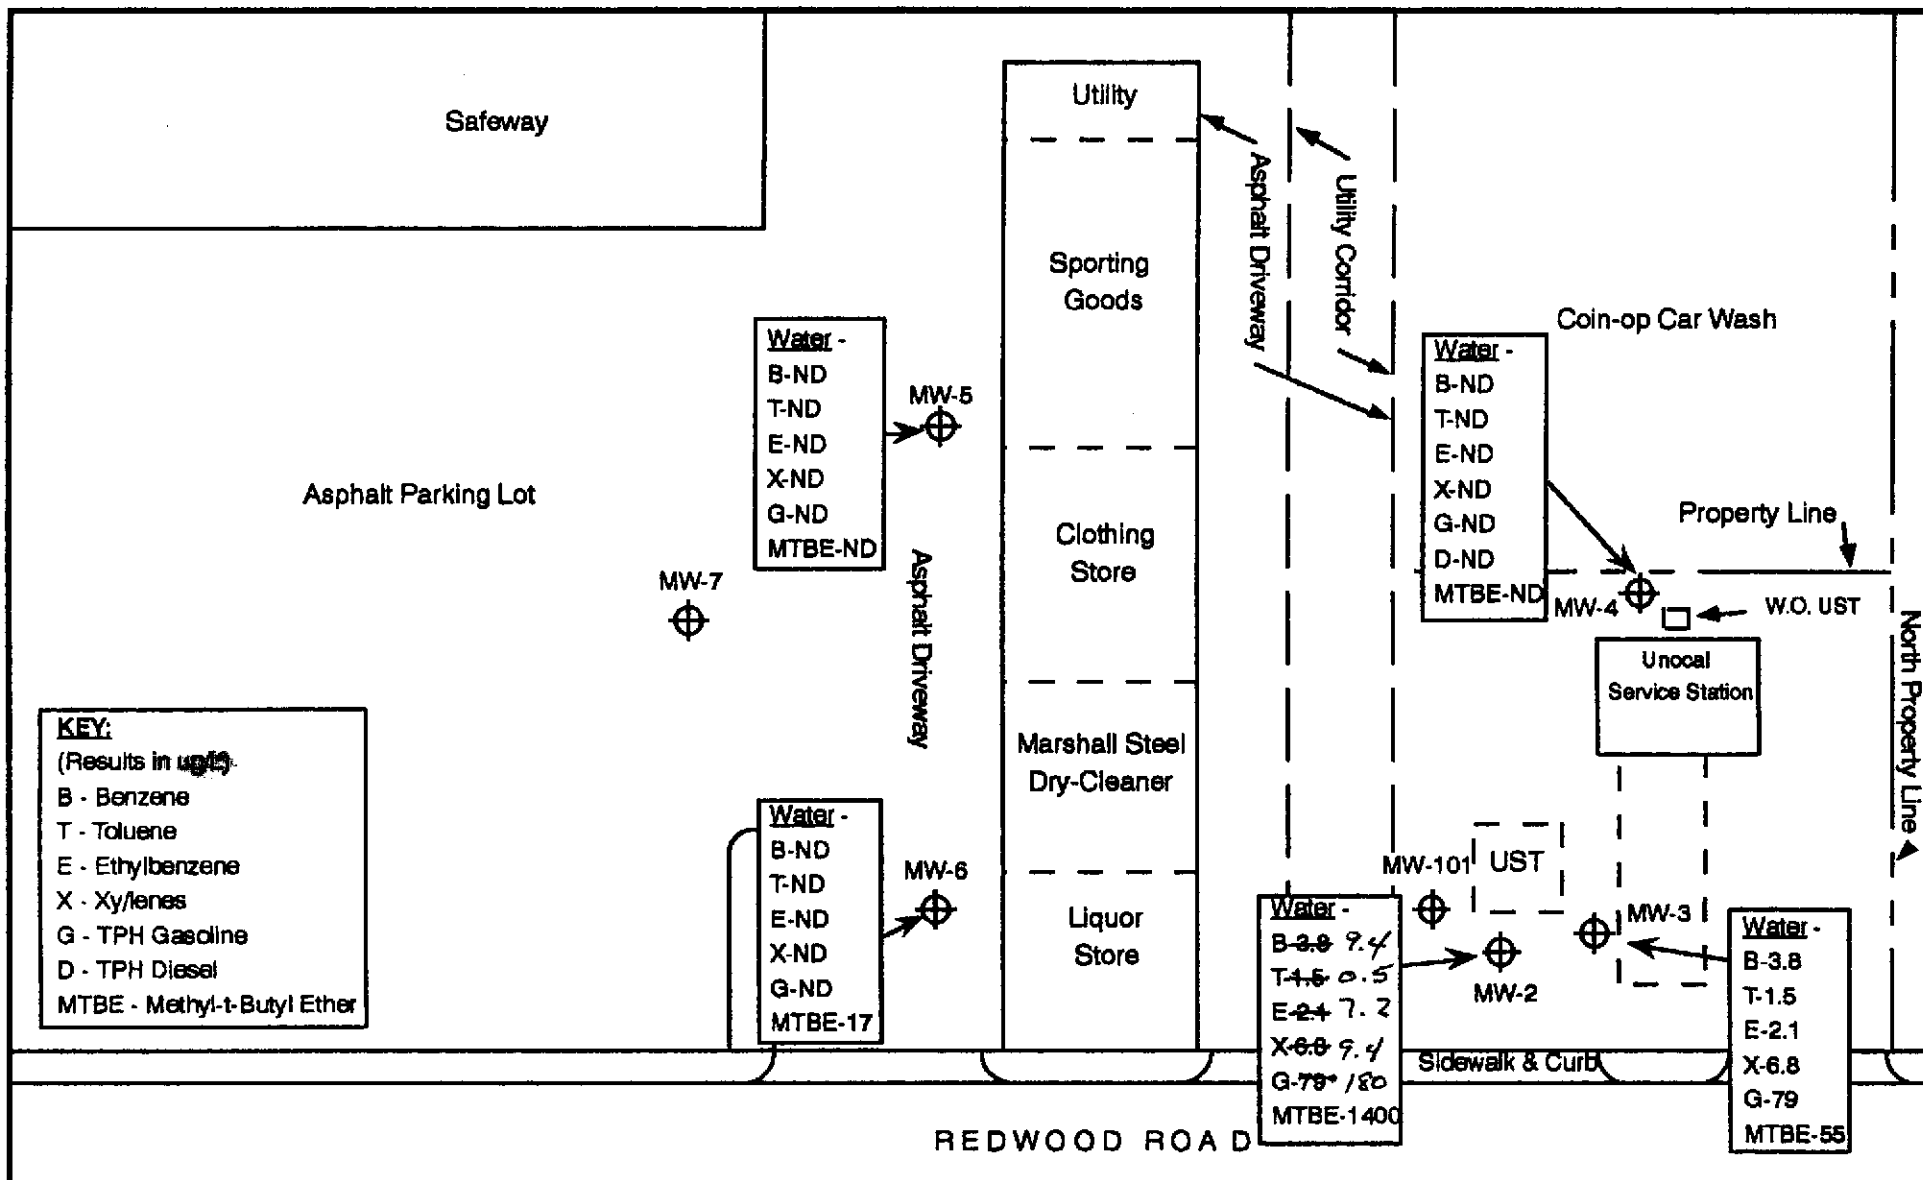 Safeway
Utility
Sporting
Goods
Clothing
Store
Marshall Steel
Dry-Cleaner
Liquor
Store
Asphalt Driveway
Utility Corridor
Coin-op Car Wash
Water -
B-ND
T-ND
E-ND
X-ND
G-ND
MTBE-ND
MW-5
Asphalt Parking Lot
MW-7
Asphalt Driveway
Water -
B-ND
T-ND
E-ND
X-ND
G-ND
D-ND
MTBE-ND
MW-4
Property Line
W.O. UST
Unocal
Service Station
North Property Line
KEY:
(Results in
B - Benzene
T - Toluene
E - Ethylbenzene
X - Xylenes
G - TPH Gasoline
D - TPH Diesel
MTBE - Methyl-t-Butyl Ether
Water -
B-ND
T-ND
E-ND
X-ND
G-ND
MTBE-17
MW-6
MW-101
UST
Water -
B-3.8 9.4
T-1.5 0.5
E-2.1 7.2
X-6.8 9.4
G-79 180
MTBE-1400
MW-2
MW-3
Water -
B-3.8
T-1.5
E-2.1
X-6.8
G-79
MTBE-55
Sidewalk & Curb
REDWOOD ROAD